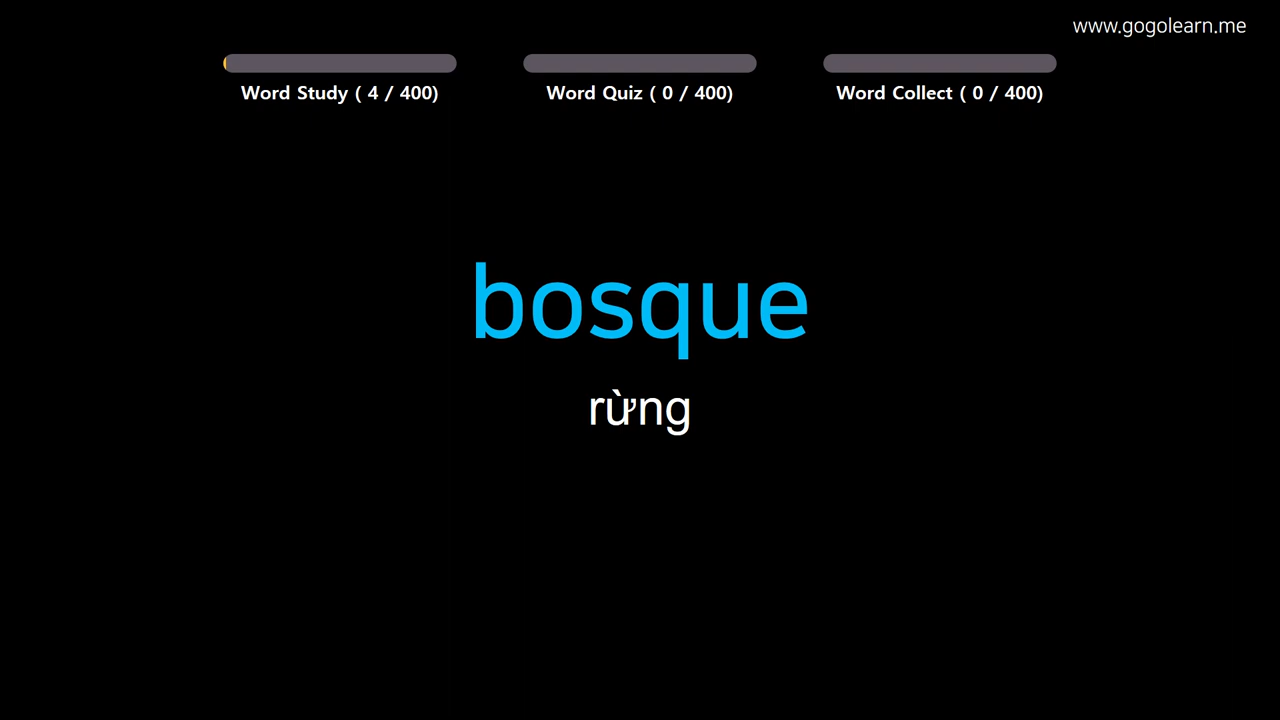 www.gogolearn.me
Word Study ( 4 / 400)
Word Quiz ( 0 / 400)
Word Collect ( 0 / 400)
bosque
rừng